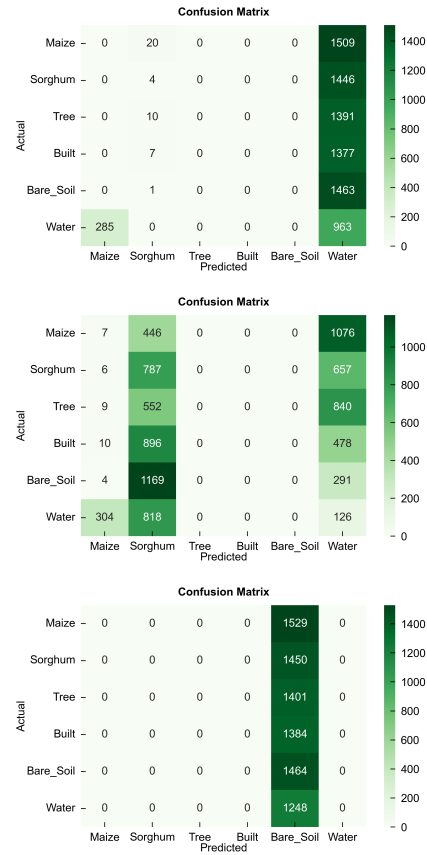 Confusion Matrix
Maize 0 20 0 0 0 1509
Sorghum 0 4 0 0 0 1446
Tree 0 10 0 0 0 1391
Built 0 7 0 0 0 1377
Bare_Soil 0 1 0 0 0 1463
Water 285 0 0 0 0 963
Maize Sorghum Tree Built Bare_Soil Water
Predicted
Actual
1400
1200
1000
800
600
400
200
0
Confusion Matrix
Maize 7 446 0 0 0 1076
Sorghum 6 787 0 0 0 657
Tree 9 552 0 0 0 840
Built 10 896 0 0 0 478
Bare_Soil 4 1169 0 0 0 291
Water 304 818 0 0 0 126
Maize Sorghum Tree Built Bare_Soil Water
Predicted
Actual
1000
800
600
400
200
0
Confusion Matrix
Maize 0 0 0 0 1529 0
Sorghum 0 0 0 0 1450 0
Tree 0 0 0 0 1401 0
Built 0 0 0 0 1384 0
Bare_Soil 0 0 0 0 1464 0
Water 0 0 0 0 1248 0
Maize Sorghum Tree Built Bare_Soil Water
Predicted
Actual
1400
1200
1000
800
600
400
200
0